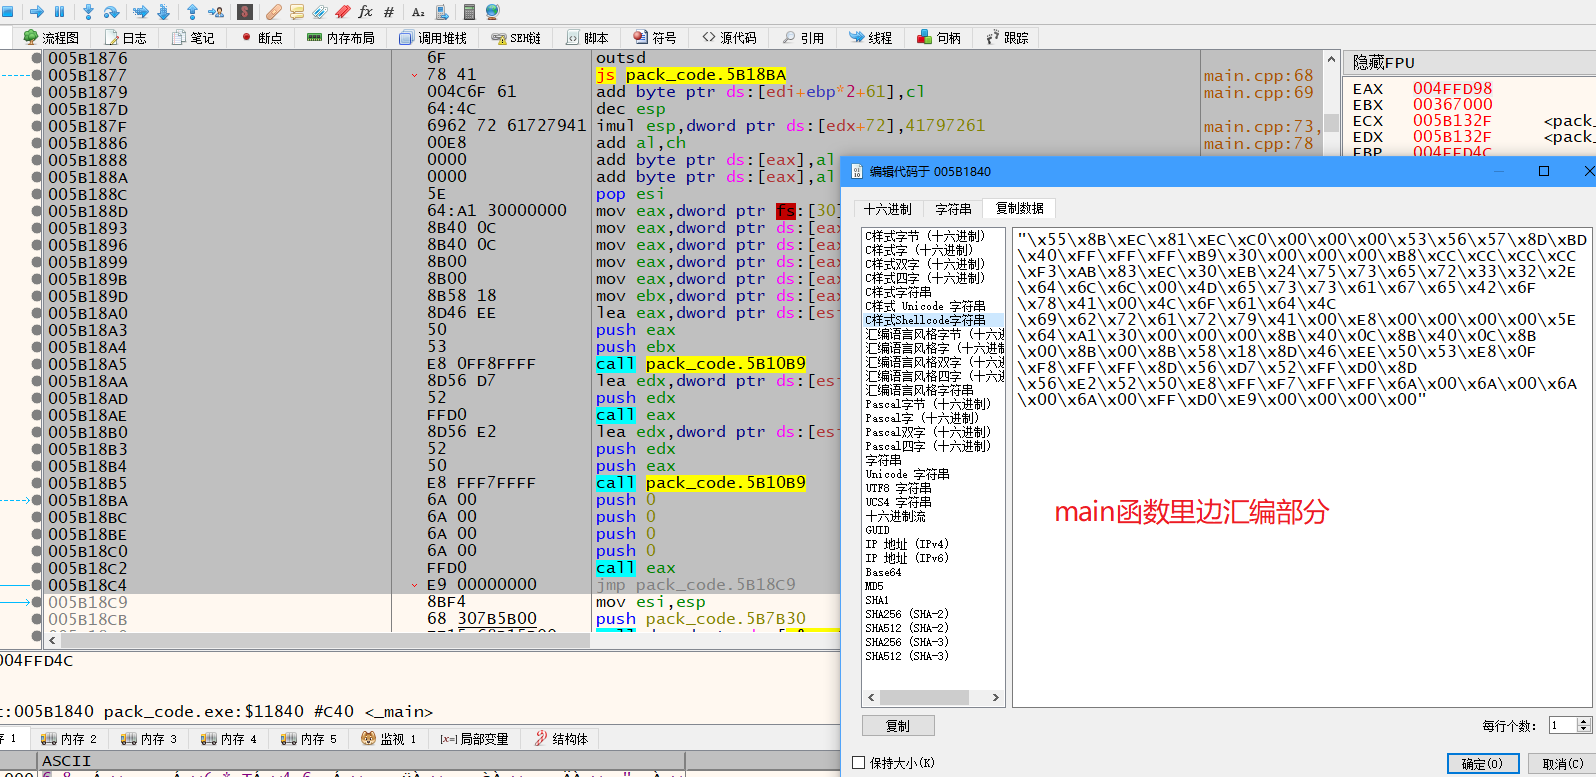 流程图 日志 笔记 断点 内存布局 调用堆栈 SEH链 脚本 符号 源代码 引用 线程 句柄 跟踪
005B1876 6F outsd
005B1877 78 41 js pack_code.5B18BA main.cpp:68
005B1879 004C6F 61 add byte ptr ds:[edi+ebp*2+61],cl main.cpp:69
005B187D 64:4C dec esp
005B187F 6962 72 61727941 imul esp,dword ptr ds:[edx+72],41797261 main.cpp:73,
005B1886 00E8 add al,ch main.cpp:78
005B1888 0000 add byte ptr ds:[eax],al
005B188A 0000 add byte ptr ds:[eax],al
005B188C 5E pop esi
005B188D 64:A1 30000000 mov eax,dword ptr fs:[30]
005B1893 8B40 0C mov eax,dword ptr ds:[eax
005B1896 8B40 0C mov eax,dword ptr ds:[eax
005B1899 8B00 mov eax,dword ptr ds:[eax
005B189B 8B00 mov eax,dword ptr ds:[eax
005B189D 8B58 18 mov ebx,dword ptr ds:[eax
005B18A0 8D46 EE lea eax,dword ptr ds:[esi
005B18A3 50 push eax
005B18A4 53 push ebx
005B18A5 E8 0FF8FFFF call pack_code.5B10B9
005B18AA 8D56 D7 lea edx,dword ptr ds:[esi
005B18AD 52 push edx
005B18AE FFD0 call eax
005B18B0 8D56 E2 lea edx,dword ptr ds:[esi
005B18B3 52 push edx
005B18B4 50 push eax
005B18B5 E8 FFF7FFFF call pack_code.5B10B9
005B18BA 6A 00 push 0
005B18BC 6A 00 push 0
005B18BE 6A 00 push 0
005B18C0 6A 00 push 0
005B18C2 FFD0 call eax
005B18C4 E9 00000000 jmp pack_code.5B18C9
005B18C9 8BF4 mov esi,esp
005B18CB 68 307B5B00 push pack_code.5B7B30
隐藏FPU
EAX 004FFD98
EBX 00367000
ECX 005B132F <pack_
EDX 005B132F <pack_
EBP 004FFD4C
编辑代码于 005B1840
十六进制 字符串 复制数据
C样式字节 (十六进制)
C样式字 (十六进制)
C样式双字 (十六进制)
C样式四字 (十六进制)
C样式字符串
C样式 Unicode 字符串
C样式Shellcode字符串
汇编语言风格字节 (十六进
汇编语言风格字 (十六进制
汇编语言风格双字 (十六进
汇编语言风格四字 (十六进
汇编语言风格字符串
Pascal字节 (十六进制)
Pascal字 (十六进制)
Pascal双字 (十六进制)
Pascal四字 (十六进制)
字符串
Unicode 字符串
UTF8 字符串
UCS4 字符串
十六进制流
GUID
IP 地址 (IPv4)
IP 地址 (IPv6)
Base64
MD5
SHA1
SHA256 (SHA-2)
SHA512 (SHA-2)
SHA256 (SHA-3)
SHA512 (SHA-3)
"\x55\x8B\xEC\x81\xEC\xC0\x00\x00\x00\x53\x56\x57\x8D\xBD
\x40\xFF\xFF\xFF\xB9\x30\x00\x00\x00\xB8\xCC\xCC\xCC\xCC
\xF3\xAB\x83\xEC\x30\xEB\x24\x75\x73\x65\x72\x33\x32\x2E
\x64\x6C\x6C\x00\x4D\x65\x73\x73\x61\x67\x65\x42\x6F
\x78\x41\x00\x4C\x6F\x61\x64\x4C
\x69\x62\x72\x61\x72\x79\x41\x00\xE8\x00\x00\x00\x00\x5E
\x64\xA1\x30\x00\x00\x00\x8B\x40\x0C\x8B\x40\x0C\x8B
\x00\x8B\x00\x8B\x58\x18\x8D\x46\xEE\x50\x53\xE8\x0F
\xF8\xFF\xFF\x8D\x56\xD7\x52\xFF\xD0\x8D
\x56\xE2\x52\x50\xE8\xFF\xF7\xFF\xFF\x6A\x00\x6A\x00\x6A
\x00\x6A\x00\xFF\xD0\xE9\x00\x00\x00\x00"
main函数里边汇编部分
复制
每行个数: 1
保持大小(K)
确定(O) 取消(C)
004FFD4C
t:005B1840 pack_code.exe:$11840 #C40 <_main>
存 1 内存 2 内存 3 内存 4 内存 5 监视 1 [x=]局部变量 结构体
ASCII